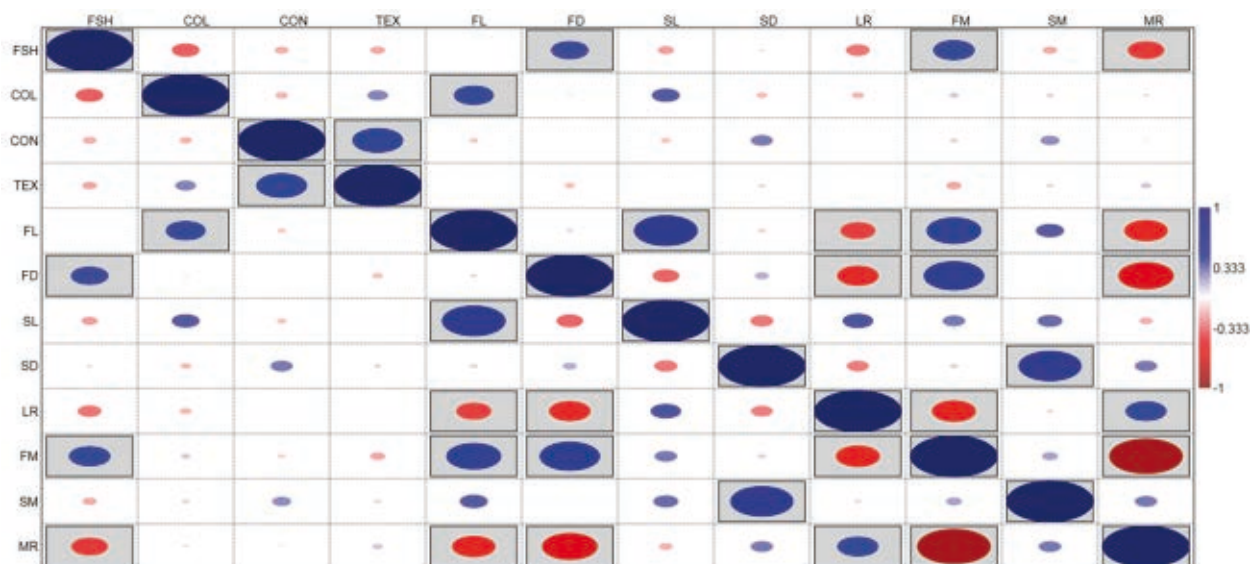 FSH COL CON TEX FL FD SL SD LR FM SM MR
FSH
COL
CON
TEX
FL
FD
SL
SD
LR
FM
SM
MR
1
0.333
-0.333
-1